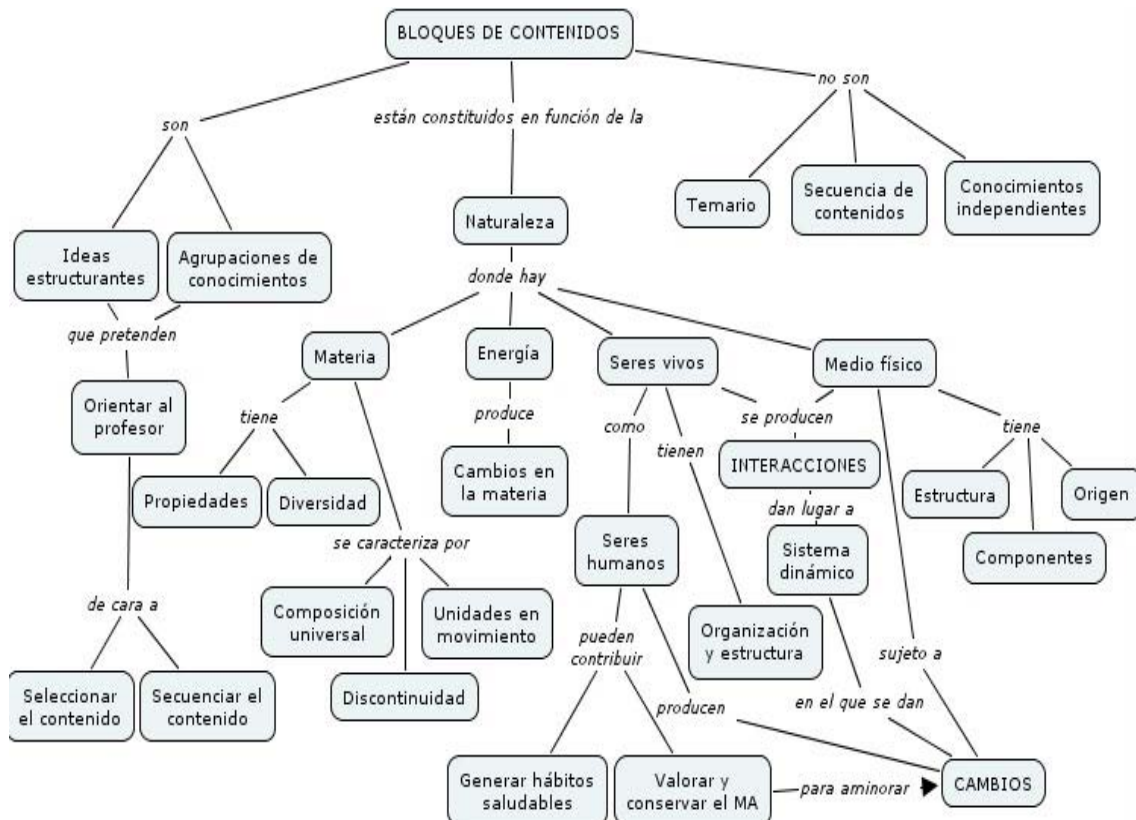 BLOQUES DE CONTENIDOS
no son
son
están constituidos en función de la
Temario
Secuencia de
contenidos
Conocimientos
independientes
Naturaleza
Ideas
estructurantes
Agrupaciones de
conocimientos
donde hay
que pretenden
Materia
Energía
Seres vivos
Medio físico
Orientar al
profesor
tiene
produce
como
se producen
tiene
tienen
INTERACCIONES
Propiedades
Diversidad
Cambios en
la materia
Estructura
Origen
dan lugar a
se caracteriza por
Seres
humanos
Sistema
dinámico
Componentes
de cara a
Composición
universal
Unidades en
movimiento
pueden
contribuir
Organización
y estructura
sujeto a
Seleccionar
el contenido
Secuenciar el
contenido
Discontinuidad
producen
en el que se dan
Generar hábitos
saludables
Valorar y
conservar el MA
para aminorar
CAMBIOS